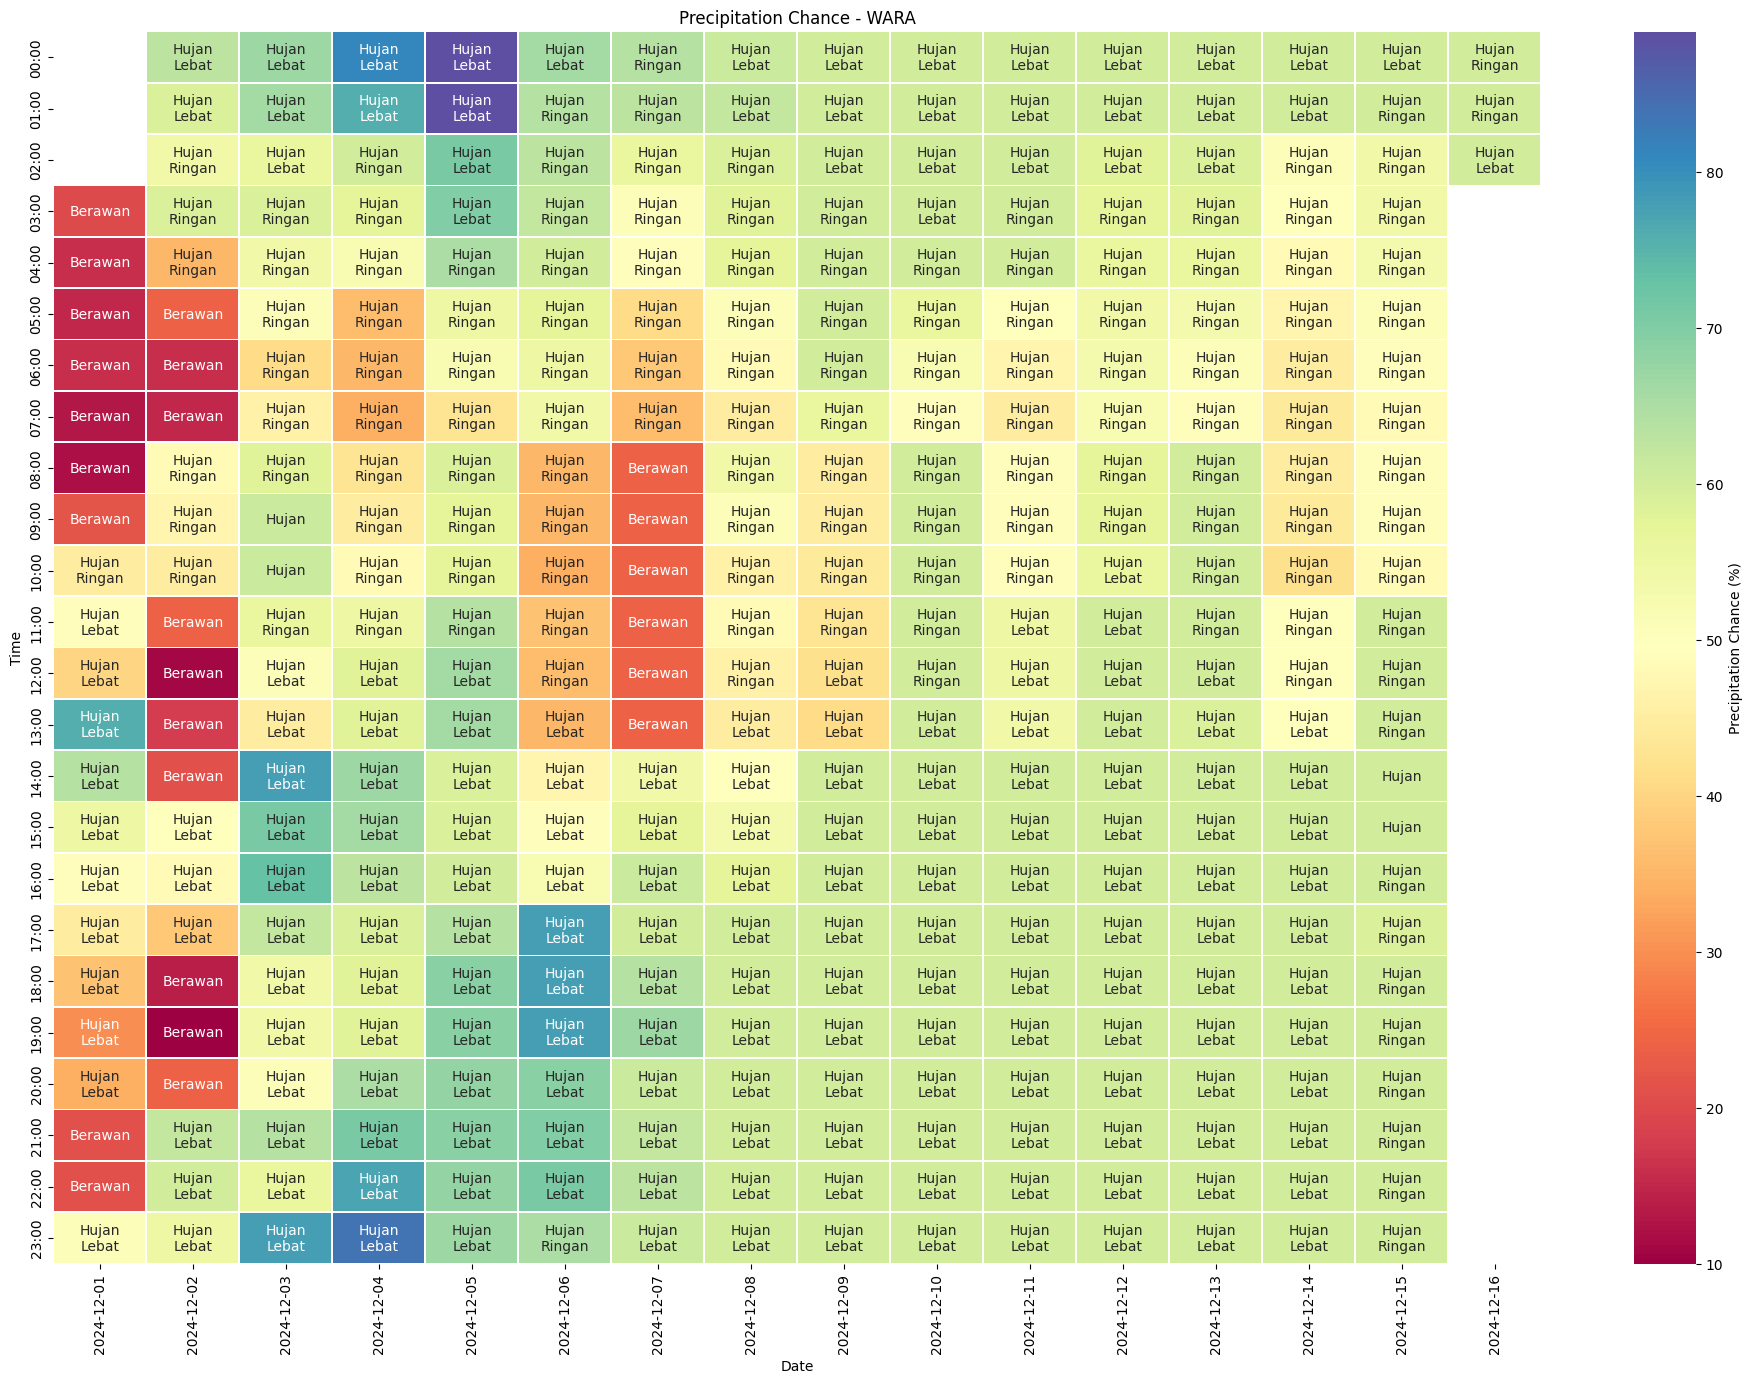 Precipitation Chance - WARA
00:00 Hujan Lebat Hujan Lebat Hujan Lebat Hujan Lebat Hujan Lebat Hujan Ringan Hujan Lebat Hujan Lebat Hujan Lebat Hujan Lebat Hujan Lebat Hujan Lebat Hujan Lebat Hujan Lebat Hujan Ringan
01:00 Hujan Lebat Hujan Lebat Hujan Lebat Hujan Lebat Hujan Ringan Hujan Ringan Hujan Lebat Hujan Lebat Hujan Lebat Hujan Lebat Hujan Lebat Hujan Lebat Hujan Lebat Hujan Ringan Hujan Ringan
02:00 Hujan Ringan Hujan Lebat Hujan Ringan Hujan Lebat Hujan Ringan Hujan Ringan Hujan Ringan Hujan Lebat Hujan Lebat Hujan Lebat Hujan Lebat Hujan Lebat Hujan Ringan Hujan Ringan Hujan Lebat
03:00 Berawan Hujan Ringan Hujan Ringan Hujan Ringan Hujan Lebat Hujan Ringan Hujan Ringan Hujan Ringan Hujan Ringan Hujan Lebat Hujan Ringan Hujan Ringan Hujan Ringan Hujan Ringan Hujan Ringan
04:00 Berawan Hujan Ringan Hujan Ringan Hujan Ringan Hujan Ringan Hujan Ringan Hujan Ringan Hujan Ringan Hujan Ringan Hujan Ringan Hujan Ringan Hujan Ringan Hujan Ringan Hujan Ringan Hujan Ringan
05:00 Berawan Berawan Hujan Ringan Hujan Ringan Hujan Ringan Hujan Ringan Hujan Ringan Hujan Ringan Hujan Ringan Hujan Ringan Hujan Ringan Hujan Ringan Hujan Ringan Hujan Ringan Hujan Ringan
06:00 Berawan Berawan Hujan Ringan Hujan Ringan Hujan Ringan Hujan Ringan Hujan Ringan Hujan Ringan Hujan Ringan Hujan Ringan Hujan Ringan Hujan Ringan Hujan Ringan Hujan Ringan Hujan Ringan
07:00 Berawan Berawan Hujan Ringan Hujan Ringan Hujan Ringan Hujan Ringan Hujan Ringan Hujan Ringan Hujan Ringan Hujan Ringan Hujan Ringan Hujan Ringan Hujan Ringan Hujan Ringan Hujan Ringan
08:00 Berawan Hujan Ringan Hujan Ringan Hujan Ringan Hujan Ringan Hujan Ringan Berawan Hujan Ringan Hujan Ringan Hujan Ringan Hujan Ringan Hujan Ringan Hujan Ringan Hujan Ringan Hujan Ringan
09:00 Berawan Hujan Ringan Hujan Hujan Ringan Hujan Ringan Hujan Ringan Berawan Hujan Ringan Hujan Ringan Hujan Ringan Hujan Ringan Hujan Ringan Hujan Ringan Hujan Ringan Hujan Ringan
10:00 Hujan Ringan Hujan Ringan Hujan Hujan Ringan Hujan Ringan Hujan Ringan Berawan Hujan Ringan Hujan Ringan Hujan Ringan Hujan Ringan Hujan Lebat Hujan Ringan Hujan Ringan Hujan Ringan
11:00 Hujan Lebat Berawan Hujan Ringan Hujan Ringan Hujan Ringan Hujan Ringan Berawan Hujan Ringan Hujan Ringan Hujan Ringan Hujan Lebat Hujan Lebat Hujan Ringan Hujan Ringan Hujan Ringan
12:00 Hujan Lebat Berawan Hujan Lebat Hujan Lebat Hujan Lebat Hujan Ringan Berawan Hujan Ringan Hujan Lebat Hujan Ringan Hujan Lebat Hujan Lebat Hujan Lebat Hujan Ringan Hujan Ringan
13:00 Hujan Lebat Berawan Hujan Lebat Hujan Lebat Hujan Lebat Hujan Lebat Berawan Hujan Lebat Hujan Lebat Hujan Lebat Hujan Lebat Hujan Lebat Hujan Lebat Hujan Lebat Hujan Ringan
14:00 Hujan Lebat Berawan Hujan Lebat Hujan Lebat Hujan Lebat Hujan Lebat Hujan Lebat Hujan Lebat Hujan Lebat Hujan Lebat Hujan Lebat Hujan Lebat Hujan Lebat Hujan Lebat Hujan
15:00 Hujan Lebat Hujan Lebat Hujan Lebat Hujan Lebat Hujan Lebat Hujan Lebat Hujan Lebat Hujan Lebat Hujan Lebat Hujan Lebat Hujan Lebat Hujan Lebat Hujan Lebat Hujan Lebat Hujan
16:00 Hujan Lebat Hujan Lebat Hujan Lebat Hujan Lebat Hujan Lebat Hujan Lebat Hujan Lebat Hujan Lebat Hujan Lebat Hujan Lebat Hujan Lebat Hujan Lebat Hujan Lebat Hujan Lebat Hujan Ringan
17:00 Hujan Lebat Hujan Lebat Hujan Lebat Hujan Lebat Hujan Lebat Hujan Lebat Hujan Lebat Hujan Lebat Hujan Lebat Hujan Lebat Hujan Lebat Hujan Lebat Hujan Lebat Hujan Lebat Hujan Ringan
18:00 Hujan Lebat Berawan Hujan Lebat Hujan Lebat Hujan Lebat Hujan Lebat Hujan Lebat Hujan Lebat Hujan Lebat Hujan Lebat Hujan Lebat Hujan Lebat Hujan Lebat Hujan Lebat Hujan Ringan
19:00 Hujan Lebat Berawan Hujan Lebat Hujan Lebat Hujan Lebat Hujan Lebat Hujan Lebat Hujan Lebat Hujan Lebat Hujan Lebat Hujan Lebat Hujan Lebat Hujan Lebat Hujan Lebat Hujan Ringan
20:00 Hujan Lebat Berawan Hujan Lebat Hujan Lebat Hujan Lebat Hujan Lebat Hujan Lebat Hujan Lebat Hujan Lebat Hujan Lebat Hujan Lebat Hujan Lebat Hujan Lebat Hujan Lebat Hujan Ringan
21:00 Berawan Hujan Lebat Hujan Lebat Hujan Lebat Hujan Lebat Hujan Lebat Hujan Lebat Hujan Lebat Hujan Lebat Hujan Lebat Hujan Lebat Hujan Lebat Hujan Lebat Hujan Lebat Hujan Ringan
22:00 Berawan Hujan Lebat Hujan Lebat Hujan Lebat Hujan Lebat Hujan Lebat Hujan Lebat Hujan Lebat Hujan Lebat Hujan Lebat Hujan Lebat Hujan Lebat Hujan Lebat Hujan Lebat Hujan Ringan
23:00 Hujan Lebat Hujan Lebat Hujan Lebat Hujan Lebat Hujan Lebat Hujan Ringan Hujan Lebat Hujan Lebat Hujan Lebat Hujan Lebat Hujan Lebat Hujan Lebat Hujan Lebat Hujan Lebat Hujan Ringan
Time
2024-12-01 2024-12-02 2024-12-03 2024-12-04 2024-12-05 2024-12-06 2024-12-07 2024-12-08 2024-12-09 2024-12-10 2024-12-11 2024-12-12 2024-12-13 2024-12-14 2024-12-15 2024-12-16
Date
80
70
60
50
40
30
20
10
Precipitation Chance (%)